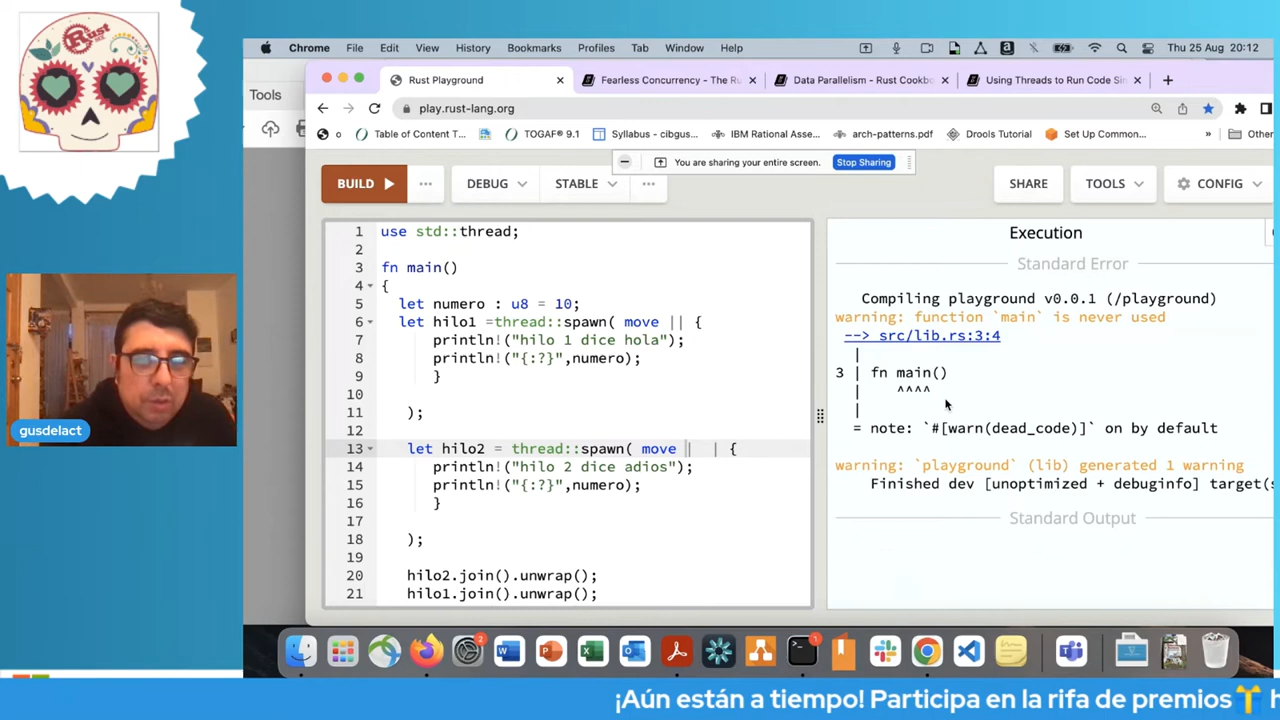 Rust
MX
Chrome File Edit View History Bookmarks Profiles Tab Window Help Thu 25 Aug 20:12
Tools
Rust Playground
Fearless Concurrency - The Ru
Data Parallelism - Rust Cookbo
Using Threads to Run Code Sim
play.rust-lang.org
o Table of Content T... TOGAF® 9.1 Syllabus - cibgus... IBM Rational Asse... arch-patterns.pdf Drools Tutorial Set Up Common... » Other
You are sharing your entire screen. Stop Sharing
BUILD ... DEBUG STABLE ... SHARE TOOLS CONFIG
1 use std::thread;
2
3 fn main()
4 {
5 let numero : u8 = 10;
6 let hilo1 =thread::spawn( move || {
7 println!("hilo 1 dice hola");
8 println!("{:?}",numero);
9 }
10
11 );
12
13 let hilo2 = thread::spawn( move | | {
14 println!("hilo 2 dice adios");
15 println!("{:?}",numero);
16 }
17
18 );
19
20 hilo2.join().unwrap();
21 hilo1.join().unwrap();
Execution
Standard Error
Compiling playground v0.0.1 (/playground)
warning: function `main` is never used
--> src/lib.rs:3:4
|
3 | fn main()
| ^^^^
|
= note: `#[warn(dead_code)]` on by default
warning: `playground` (lib) generated 1 warning
Finished dev [unoptimized + debuginfo] target(s
Standard Output
gusdelact
2
1
¡Aún están a tiempo! Participa en la rifa de premios🎁 h